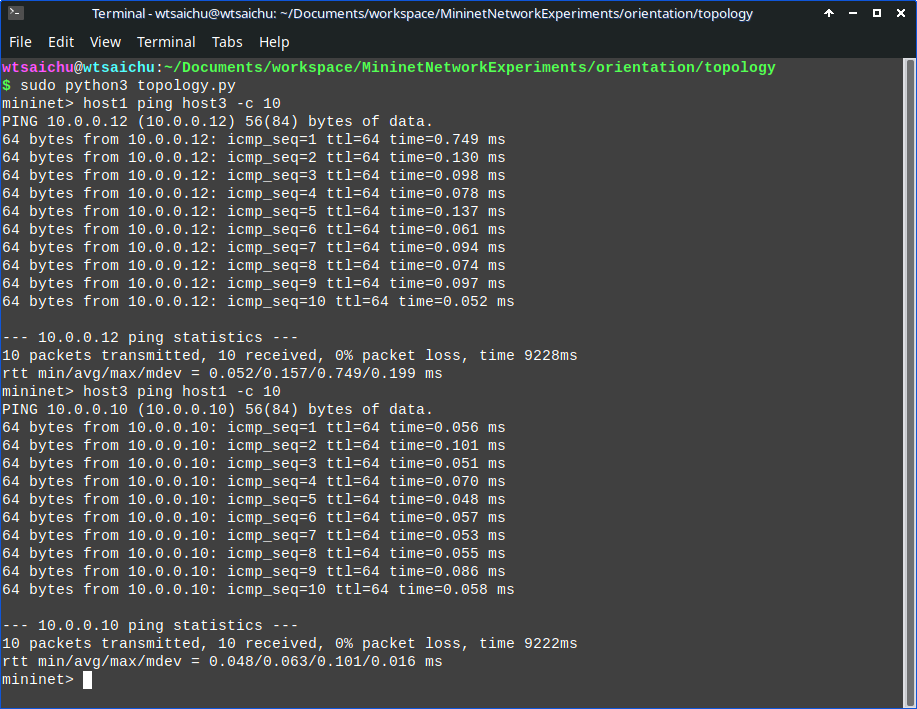 Terminal - wtsaichu@wtsaichu: ~/Documents/workspace/MininetNetworkExperiments/orientation/topology
File Edit View Terminal Tabs Help
wtsaichu@wtsaichu:~/Documents/workspace/MininetNetworkExperiments/orientation/topology
$ sudo python3 topology.py
mininet> host1 ping host3 -c 10
PING 10.0.0.12 (10.0.0.12) 56(84) bytes of data.
64 bytes from 10.0.0.12: icmp_seq=1 ttl=64 time=0.749 ms
64 bytes from 10.0.0.12: icmp_seq=2 ttl=64 time=0.130 ms
64 bytes from 10.0.0.12: icmp_seq=3 ttl=64 time=0.098 ms
64 bytes from 10.0.0.12: icmp_seq=4 ttl=64 time=0.078 ms
64 bytes from 10.0.0.12: icmp_seq=5 ttl=64 time=0.137 ms
64 bytes from 10.0.0.12: icmp_seq=6 ttl=64 time=0.061 ms
64 bytes from 10.0.0.12: icmp_seq=7 ttl=64 time=0.094 ms
64 bytes from 10.0.0.12: icmp_seq=8 ttl=64 time=0.074 ms
64 bytes from 10.0.0.12: icmp_seq=9 ttl=64 time=0.097 ms
64 bytes from 10.0.0.12: icmp_seq=10 ttl=64 time=0.052 ms
--- 10.0.0.12 ping statistics ---
10 packets transmitted, 10 received, 0% packet loss, time 9228ms
rtt min/avg/max/mdev = 0.052/0.157/0.749/0.199 ms
mininet> host3 ping host1 -c 10
PING 10.0.0.10 (10.0.0.10) 56(84) bytes of data.
64 bytes from 10.0.0.10: icmp_seq=1 ttl=64 time=0.056 ms
64 bytes from 10.0.0.10: icmp_seq=2 ttl=64 time=0.101 ms
64 bytes from 10.0.0.10: icmp_seq=3 ttl=64 time=0.051 ms
64 bytes from 10.0.0.10: icmp_seq=4 ttl=64 time=0.070 ms
64 bytes from 10.0.0.10: icmp_seq=5 ttl=64 time=0.048 ms
64 bytes from 10.0.0.10: icmp_seq=6 ttl=64 time=0.057 ms
64 bytes from 10.0.0.10: icmp_seq=7 ttl=64 time=0.053 ms
64 bytes from 10.0.0.10: icmp_seq=8 ttl=64 time=0.055 ms
64 bytes from 10.0.0.10: icmp_seq=9 ttl=64 time=0.086 ms
64 bytes from 10.0.0.10: icmp_seq=10 ttl=64 time=0.058 ms
--- 10.0.0.10 ping statistics ---
10 packets transmitted, 10 received, 0% packet loss, time 9222ms
rtt min/avg/max/mdev = 0.048/0.063/0.101/0.016 ms
mininet>